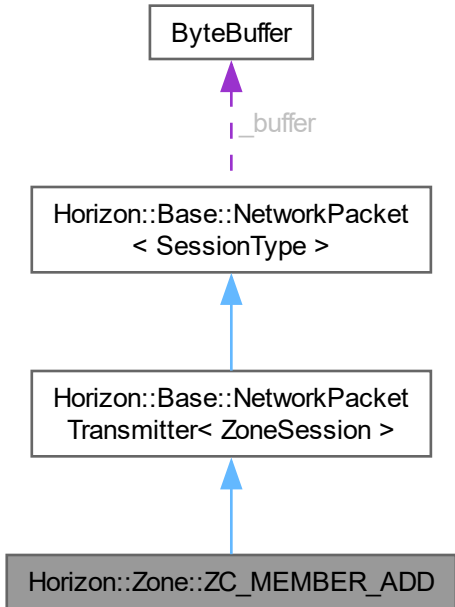 ByteBuffer
_buffer
Horizon::Base::NetworkPacket
< SessionType >
Horizon::Base::NetworkPacket
Transmitter< ZoneSession >
Horizon::Zone::ZC_MEMBER_ADD